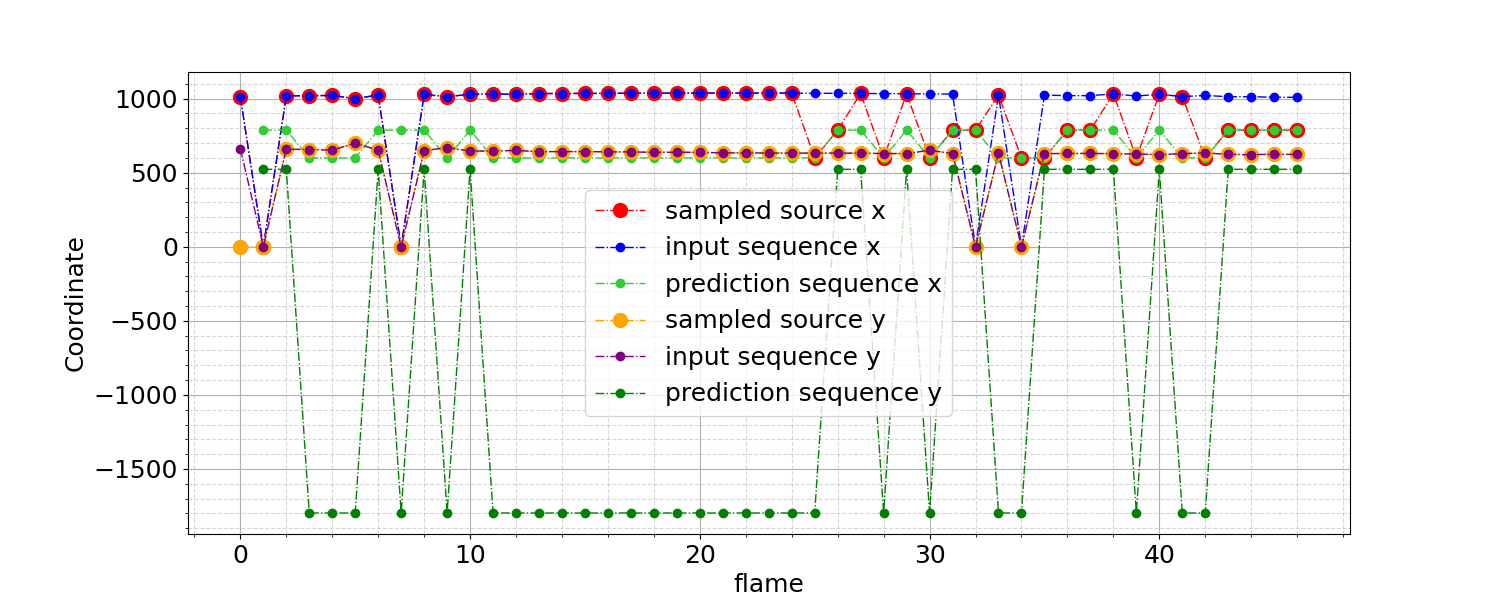 1000
500
0
−500
−1000
−1500
Coordinate
sampled source x
input sequence x
prediction sequence x
sampled source y
input sequence y
prediction sequence y
0 10 20 30 40
flame